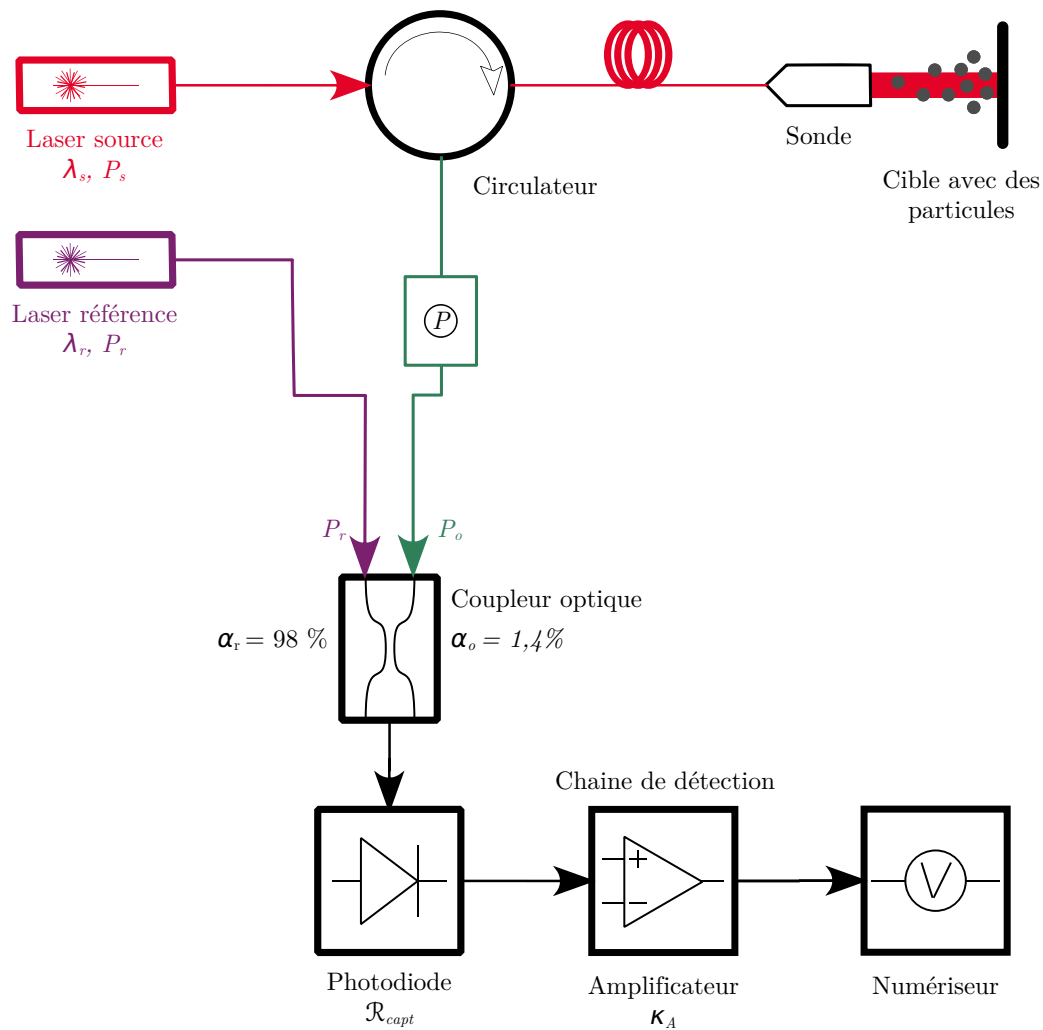 Laser source
λs, Ps
Circulateur
Sonde
Cible avec des
particules
Laser référence
λr, Pr
P
Pr
Po
Coupleur optique
αr = 98 %
αo = 1,4%
Chaine de détection
+
−
V
Photodiode
ℛcapt
Amplificateur
κA
Numériseur